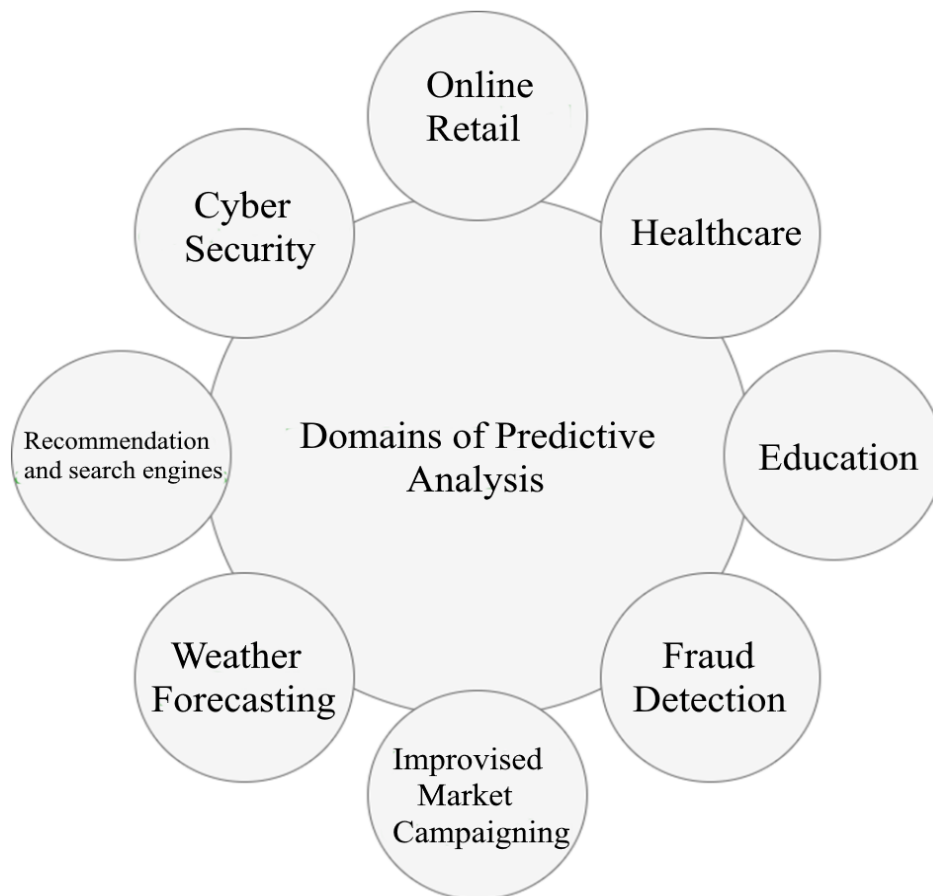 Online
Retail
Cyber
Security
Healthcare
Recommendation
and search engines
Domains of Predictive
Analysis
Education
Weather
Forecasting
Fraud
Detection
Improvised
Market
Campaigning